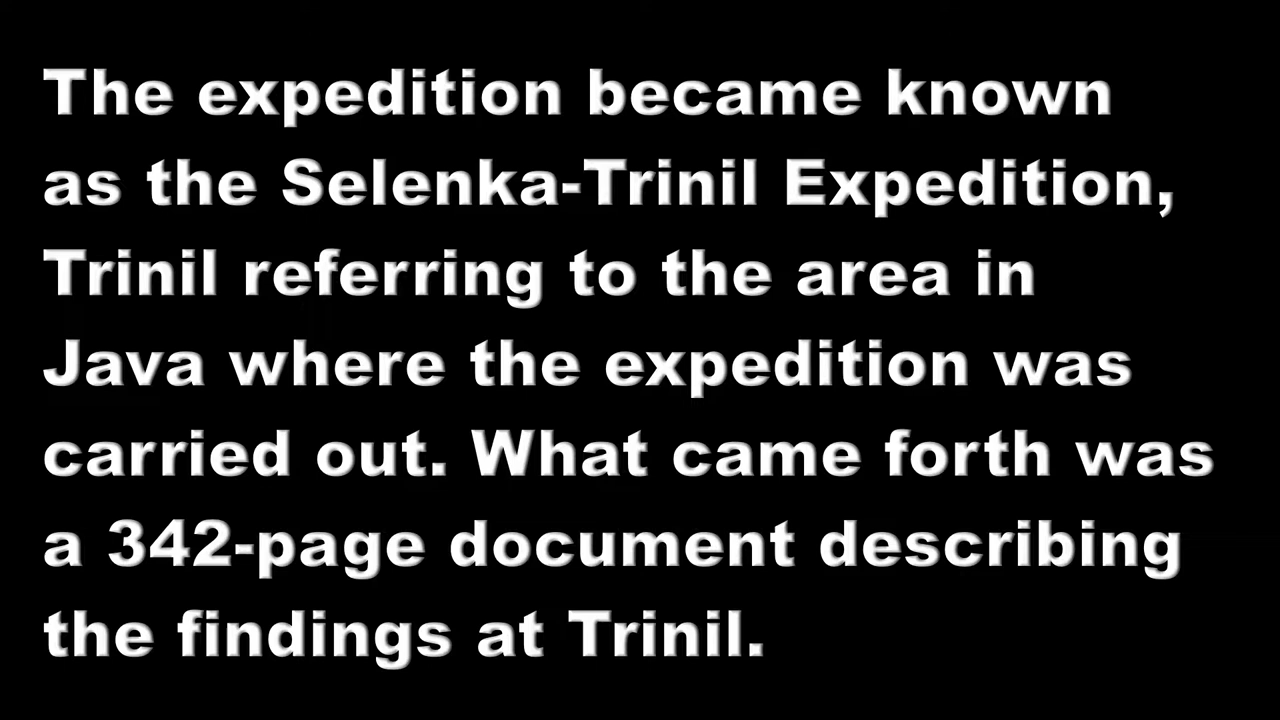 The expedition became known
as the Selenka-Trinil Expedition,
Trinil referring to the area in
Java where the expedition was
carried out. What came forth was
a 342-page document describing
the findings at Trinil.